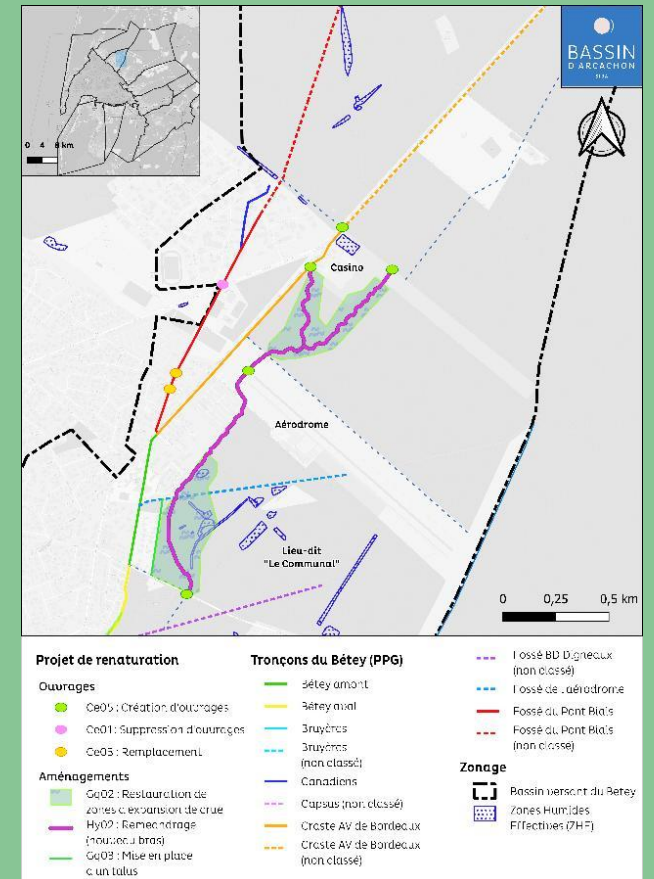 BASSIN
D'ARCACHON
0 4 8 km
Casino
Aérodrome
Lieu-dit
"Le Communal"
0 0,25 0,5 km
Projet de renaturation
Ouvrages
Ce05 : Création d'ouvrages
Ce01: Suppression d'ouvrages
Ce03 : Remplacement
Aménagements
Gq02 : Restauration de
zones d'expansion de crue
Hy02 : Remeandrage
(nouveau bras)
Gq03 : Mise en place
d'un talus
Tronçons du Bétey (PPG)
Bétey amont
Bétey aval
Bruyères
Bruyères
(non classé)
Canadiens
Capsus (non classé)
Craste AV de Bordeaux
Craste AV de Bordeaux
(non classé)
Fossé BD Digneaux
(non classé)
Fossé de l'aérodrome
Fossé du Pont Biais
Fossé du Pont Biais
(non classé)
Zonage
Bassin versant du Betey
Zones Humides
Effectives (ZHE)